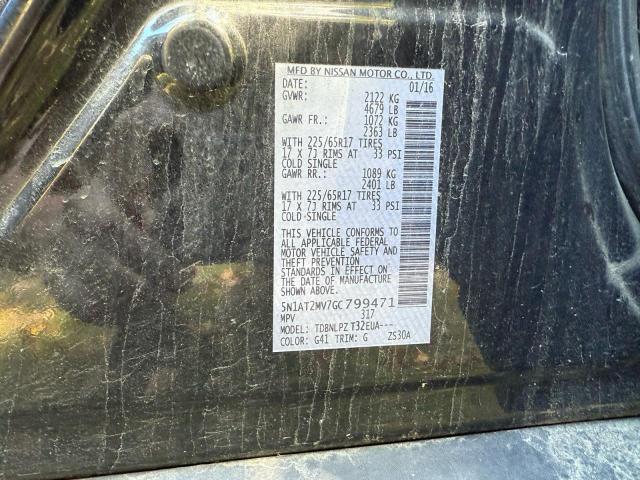 MFD BY NISSAN MOTOR CO., LTD.
DATE: 01/16
GVWR: 2122 KG
4679 LB
GAWR FR.: 1072 KG
2363 LB
WITH 225/65R17 TIRES
17 X 7J RIMS AT 33 PSI
COLD SINGLE
GAWR RR.: 1089 KG
2401 LB
WITH 225/65R17 TIRES
17 X 7J RIMS AT 33 PSI
COLD SINGLE
THIS VEHICLE CONFORMS TO
ALL APPLICABLE FEDERAL
MOTOR VEHICLE SAFETY AND
THEFT PREVENTION
STANDARDS IN EFFECT ON
THE DATE OF MANUFACTURE
SHOWN ABOVE.
5N1AT2MV7GC799471
MPV 317
MODEL: TDBNLPZ T32EUA---
COLOR: G41 TRIM: G ZS30A